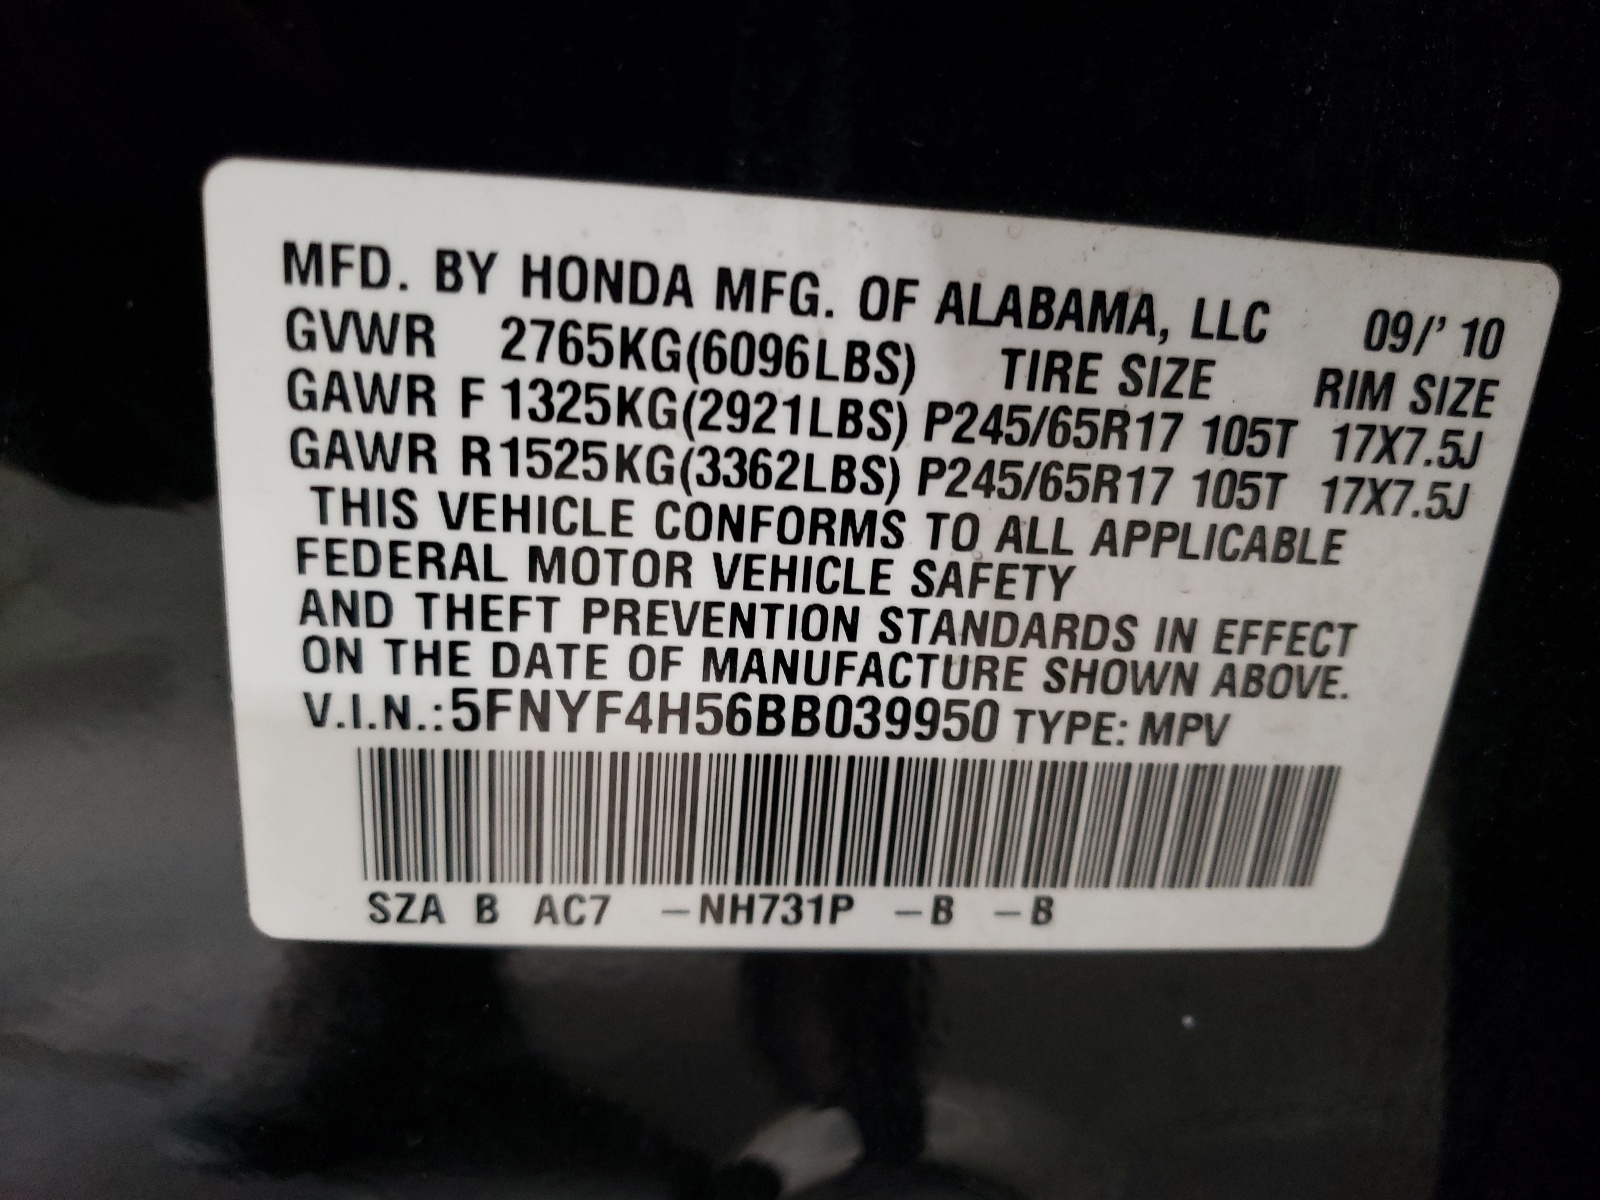 MFD. BY HONDA MFG. OF ALABAMA, LLC 09/' 10
GVWR 2765KG(6096LBS) TIRE SIZE RIM SIZE
GAWR F 1325KG(2921LBS) P245/65R17 105T 17X7.5J
GAWR R 1525KG(3362LBS) P245/65R17 105T 17X7.5J
THIS VEHICLE CONFORMS TO ALL APPLICABLE
FEDERAL MOTOR VEHICLE SAFETY
AND THEFT PREVENTION STANDARDS IN EFFECT
ON THE DATE OF MANUFACTURE SHOWN ABOVE.
V.I.N.:5FNYF4H56BB039950 TYPE: MPV
SZA B AC7 –NH731P –B –B